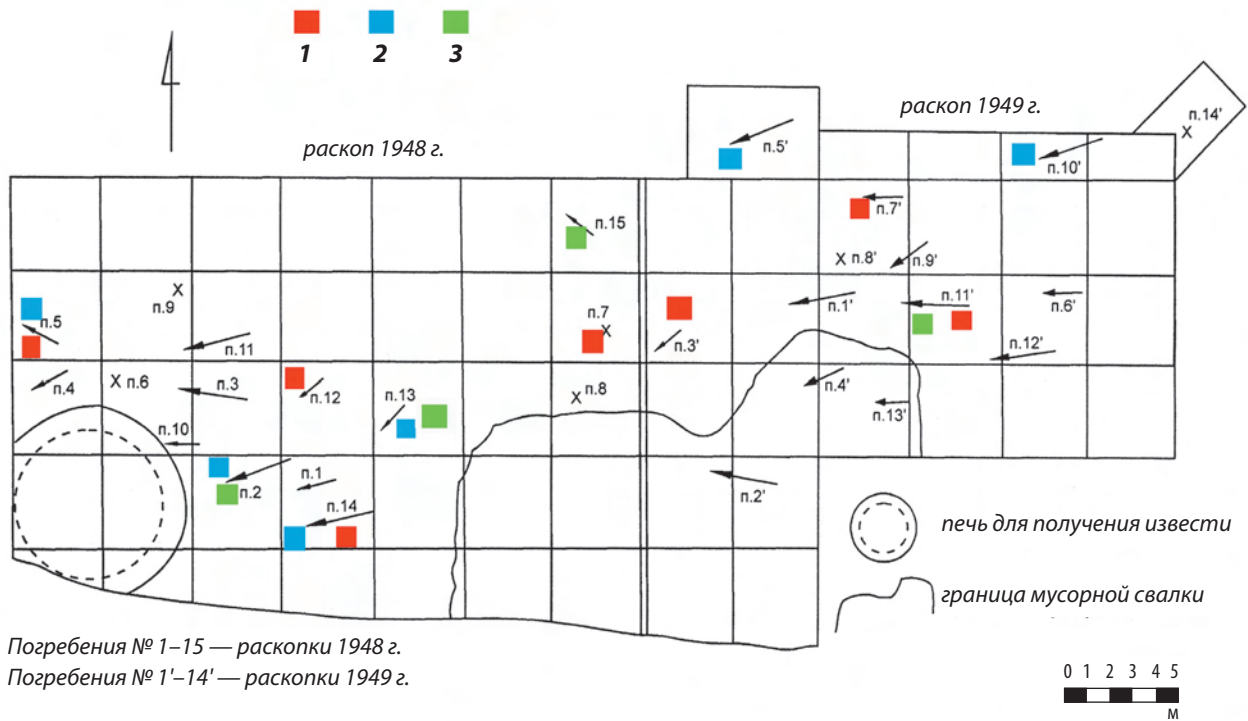 1 2 3
раскоп 1948 г.
раскоп 1949 г.
п.14'
X
п.5'
п.10'
п.7'
п.15
X п.8'
п.9'
X
п.9
п.5
п.11
п.7
X
п.3'
п.1'
п.11'
п.6'
п.12'
п.4
X п.6
п.3
п.12
п.13
X п.8
п.4'
п.13'
п.10
п.2
п.1
п.14
п.2'
печь для получения извести
граница мусорной свалки
Погребения № 1–15 — раскопки 1948 г.
Погребения № 1'–14' — раскопки 1949 г.
0 1 2 3 4 5
м